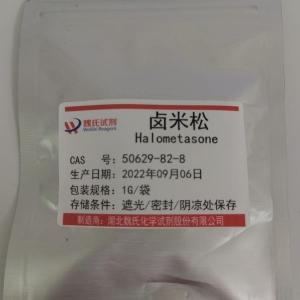 魏氏试剂
WeiShi Reagent
卤米松
Halometasone
CAS 号: 50629-82-8
生产日期: 2022年09月06日
包装规格: 1G/袋
存储条件: 遮光/密封/阴凉处保存
制造商: 湖北魏氏化学试剂股份有限公司